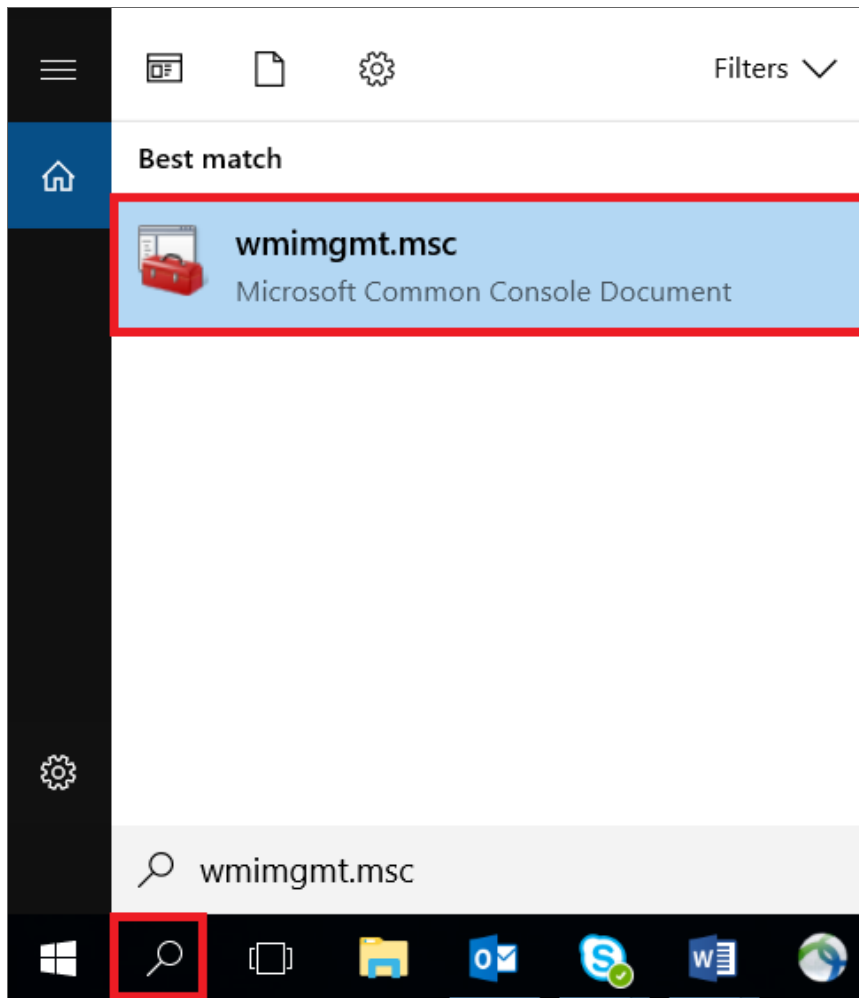 Filters
Best match
wmimgmt.msc
Microsoft Common Console Document
wmimgmt.msc